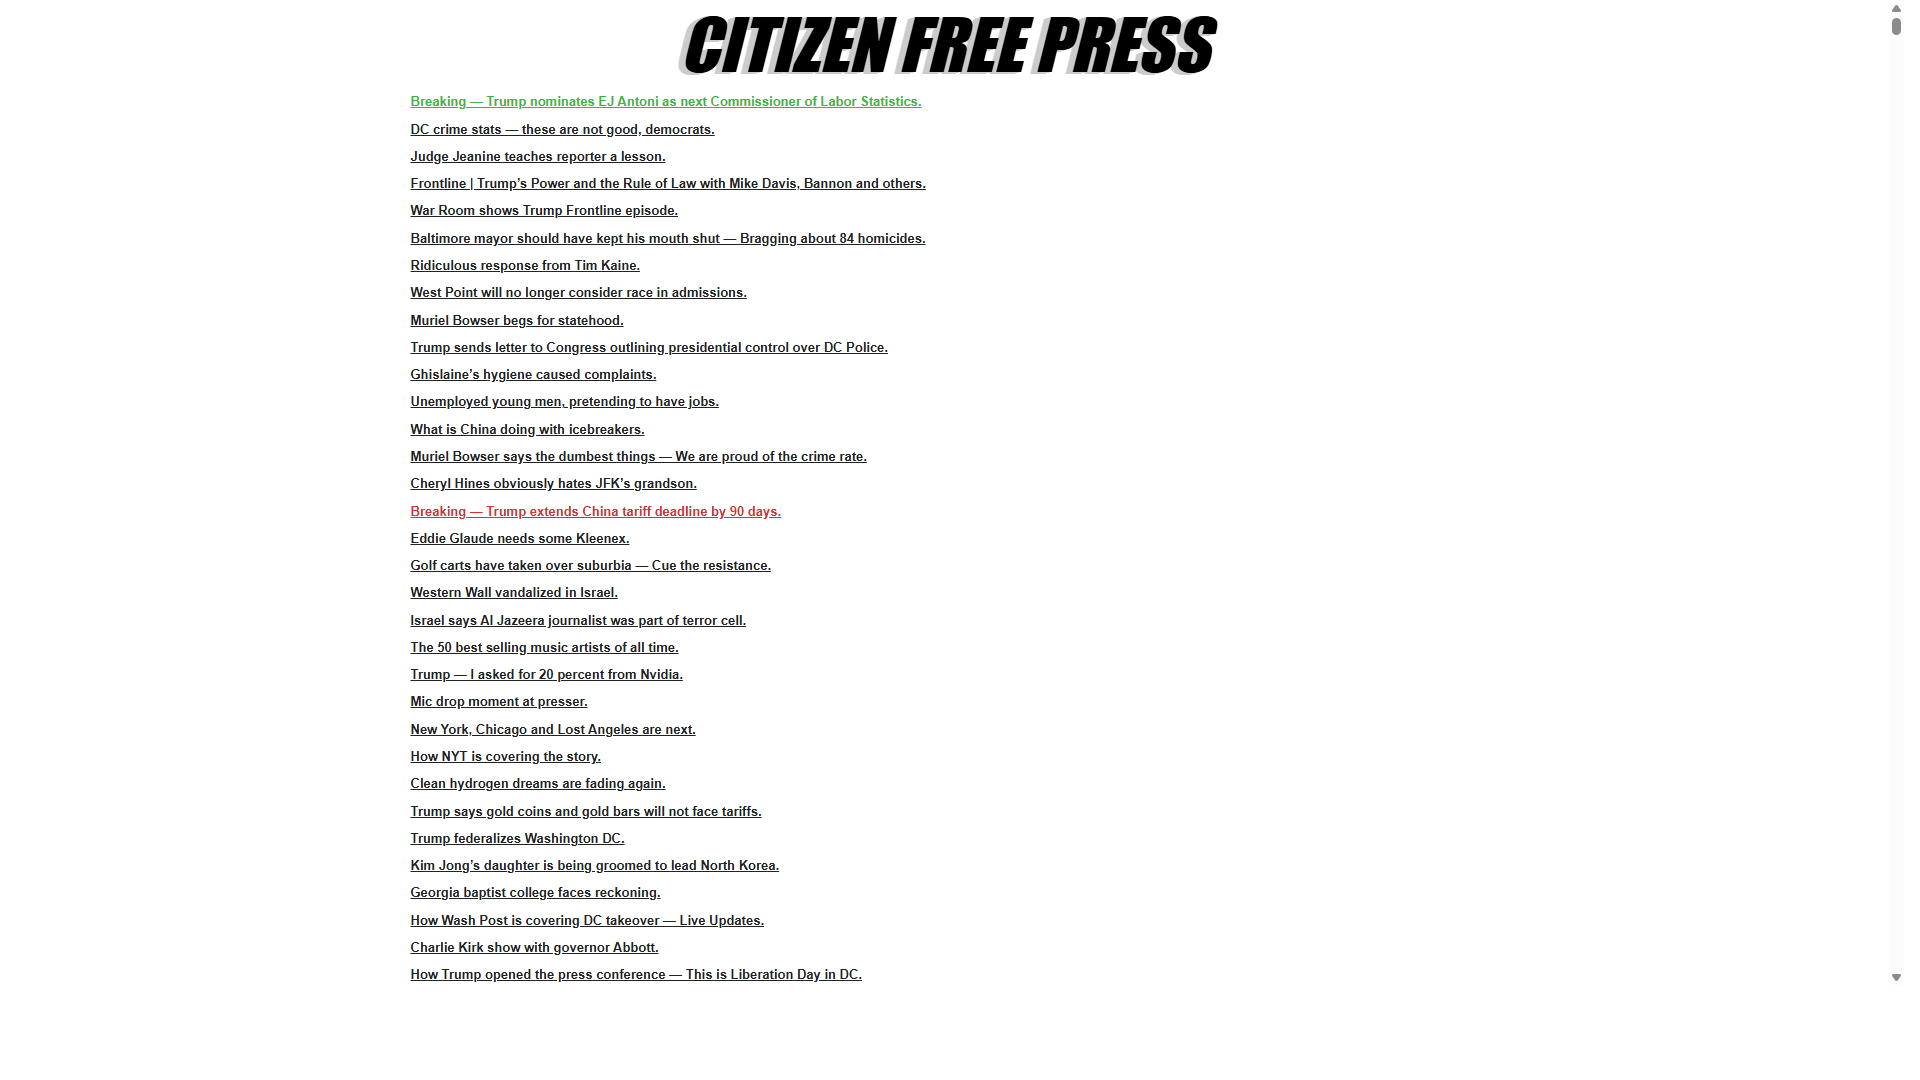 CITIZEN FREE PRESS
Breaking — Trump nominates EJ Antoni as next Commissioner of Labor Statistics.
DC crime stats — these are not good, democrats.
Judge Jeanine teaches reporter a lesson.
Frontline | Trump’s Power and the Rule of Law with Mike Davis, Bannon and others.
War Room shows Trump Frontline episode.
Baltimore mayor should have kept his mouth shut — Bragging about 84 homicides.
Ridiculous response from Tim Kaine.
West Point will no longer consider race in admissions.
Muriel Bowser begs for statehood.
Trump sends letter to Congress outlining presidential control over DC Police.
Ghislaine’s hygiene caused complaints.
Unemployed young men, pretending to have jobs.
What is China doing with icebreakers.
Muriel Bowser says the dumbest things — We are proud of the crime rate.
Cheryl Hines obviously hates JFK’s grandson.
Breaking — Trump extends China tariff deadline by 90 days.
Eddie Glaude needs some Kleenex.
Golf carts have taken over suburbia — Cue the resistance.
Western Wall vandalized in Israel.
Israel says Al Jazeera journalist was part of terror cell.
The 50 best selling music artists of all time.
Trump — I asked for 20 percent from Nvidia.
Mic drop moment at presser.
New York, Chicago and Lost Angeles are next.
How NYT is covering the story.
Clean hydrogen dreams are fading again.
Trump says gold coins and gold bars will not face tariffs.
Trump federalizes Washington DC.
Kim Jong’s daughter is being groomed to lead North Korea.
Georgia baptist college faces reckoning.
How Wash Post is covering DC takeover — Live Updates.
Charlie Kirk show with governor Abbott.
How Trump opened the press conference — This is Liberation Day in DC.